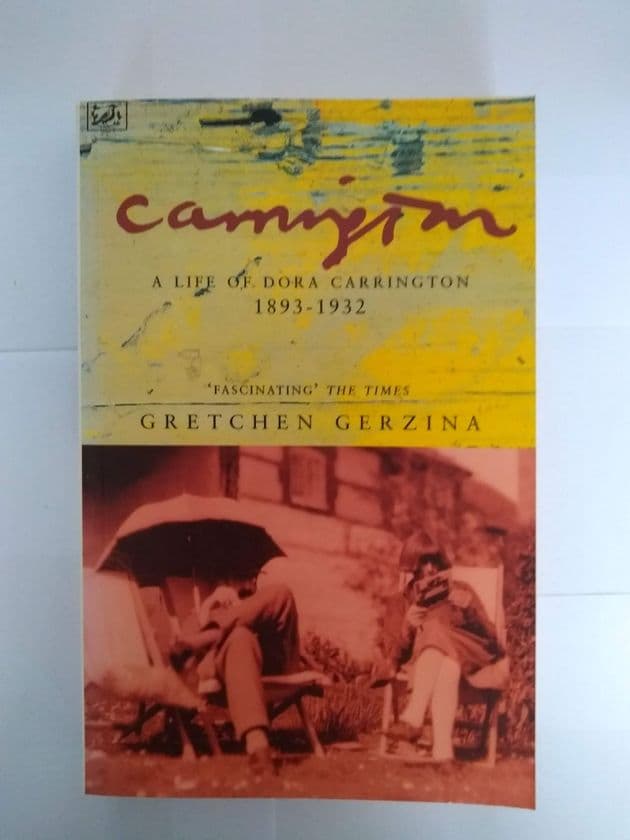 Carrington
A LIFE OF DORA CARRINGTON
1893-1932
‘FASCINATING’ THE TIMES
GRETCHEN GERZINA